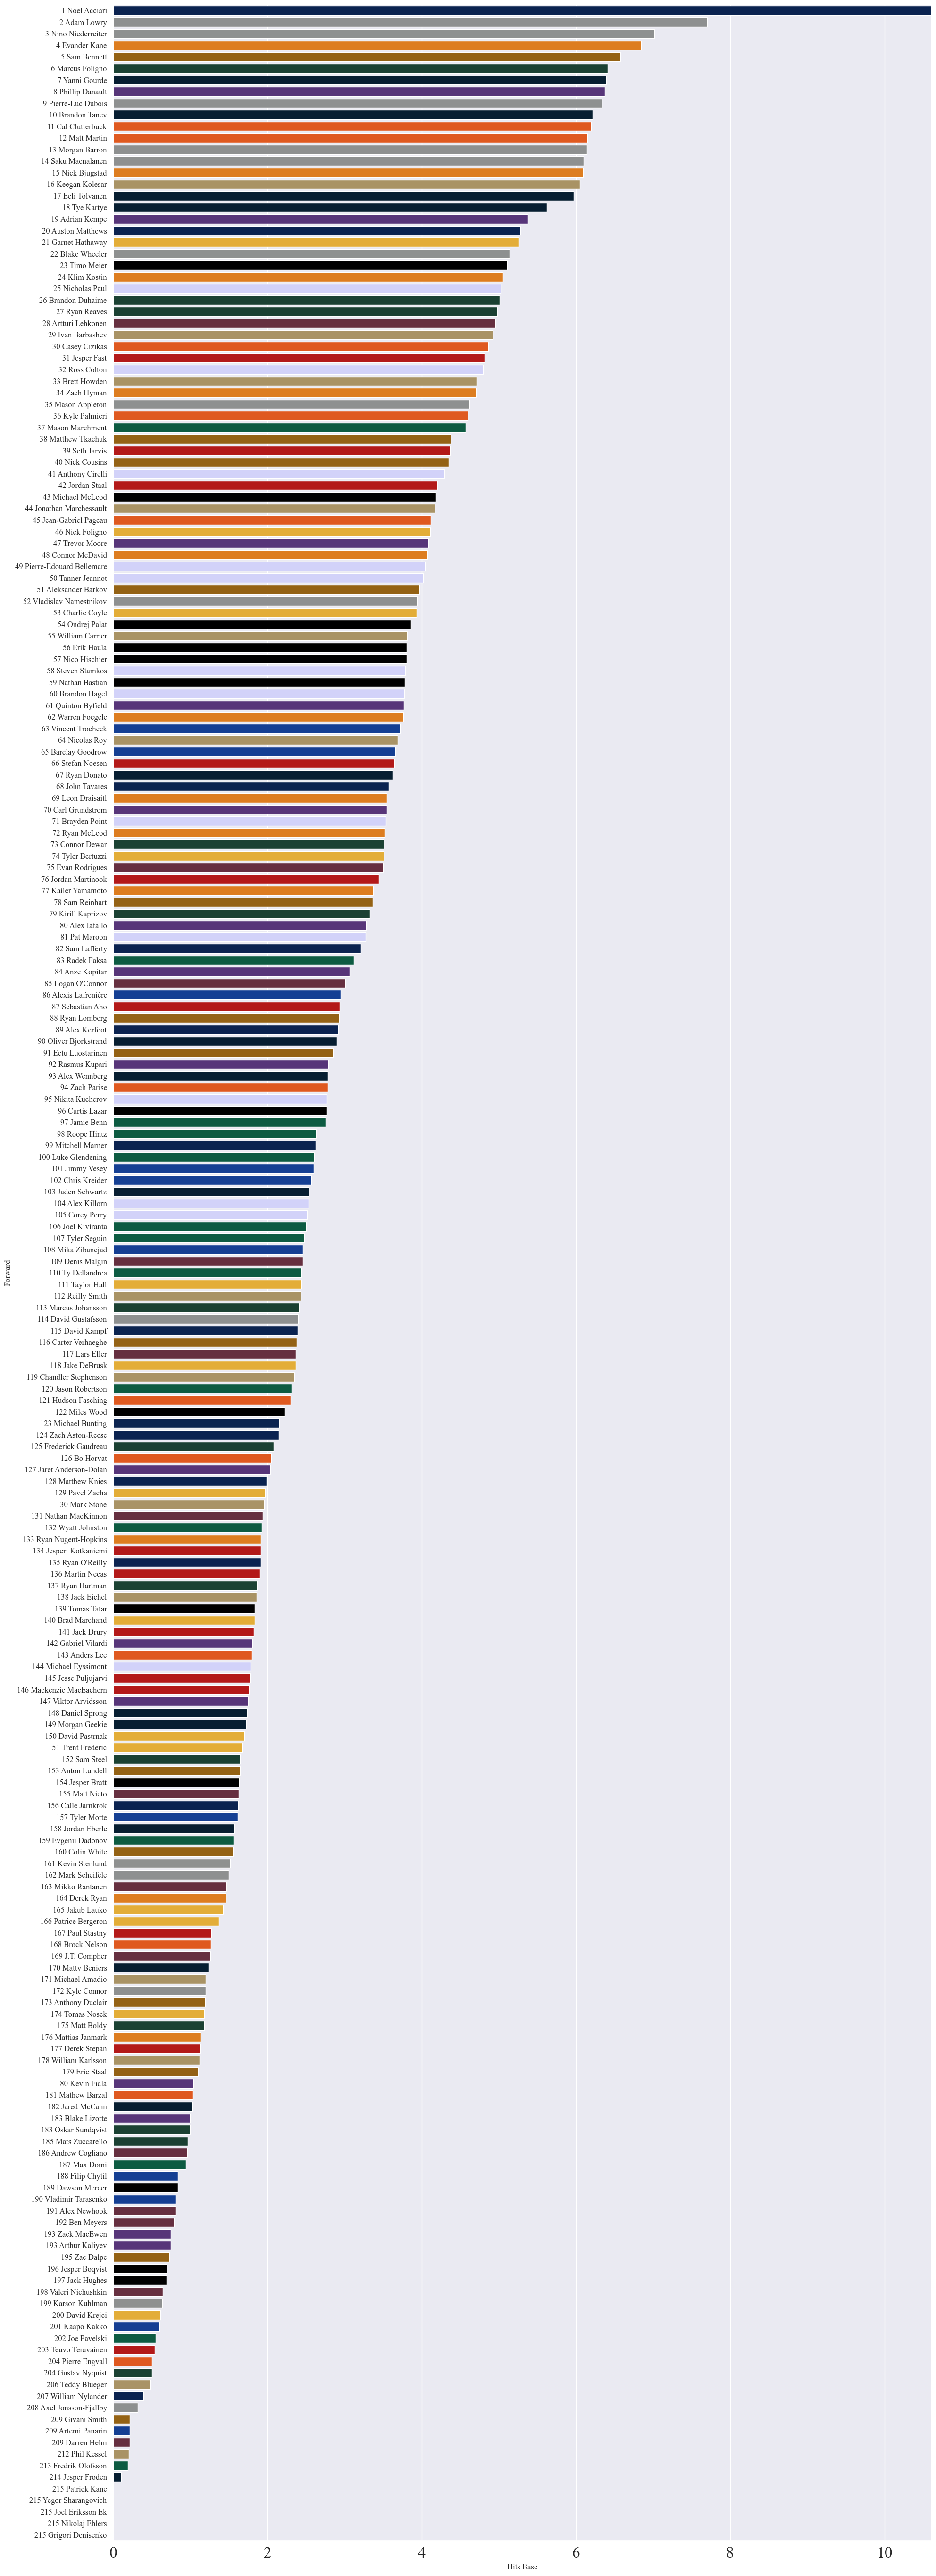 1 Noel Acciari
2 Adam Lowry
3 Nino Niederreiter
4 Evander Kane
5 Sam Bennett
6 Marcus Foligno
7 Yanni Gourde
8 Phillip Danault
9 Pierre-Luc Dubois
10 Brandon Tanev
11 Cal Clutterbuck
12 Matt Martin
13 Morgan Barron
14 Saku Maenalanen
15 Nick Bjugstad
16 Keegan Kolesar
17 Eeli Tolvanen
18 Tye Kartye
19 Adrian Kempe
20 Auston Matthews
21 Garnet Hathaway
22 Blake Wheeler
23 Timo Meier
24 Klim Kostin
25 Nicholas Paul
26 Brandon Duhaime
27 Ryan Reaves
28 Artturi Lehkonen
29 Ivan Barbashev
30 Casey Cizikas
31 Jesper Fast
32 Ross Colton
33 Brett Howden
34 Zach Hyman
35 Mason Appleton
36 Kyle Palmieri
37 Mason Marchment
38 Matthew Tkachuk
39 Seth Jarvis
40 Nick Cousins
41 Anthony Cirelli
42 Jordan Staal
43 Michael McLeod
44 Jonathan Marchessault
45 Jean-Gabriel Pageau
46 Nick Foligno
47 Trevor Moore
48 Connor McDavid
49 Pierre-Edouard Bellemare
50 Tanner Jeannot
51 Aleksander Barkov
52 Vladislav Namestnikov
53 Charlie Coyle
54 Ondrej Palat
55 William Carrier
56 Erik Haula
57 Nico Hischier
58 Steven Stamkos
59 Nathan Bastian
60 Brandon Hagel
61 Quinton Byfield
62 Warren Foegele
63 Vincent Trocheck
64 Nicolas Roy
65 Barclay Goodrow
66 Stefan Noesen
67 Ryan Donato
68 John Tavares
69 Leon Draisaitl
70 Carl Grundstrom
71 Brayden Point
72 Ryan McLeod
73 Connor Dewar
74 Tyler Bertuzzi
75 Evan Rodrigues
76 Jordan Martinook
77 Kailer Yamamoto
78 Sam Reinhart
79 Kirill Kaprizov
80 Alex Iafallo
81 Pat Maroon
82 Sam Lafferty
83 Radek Faksa
84 Anze Kopitar
85 Logan O'Connor
86 Alexis Lafrenière
87 Sebastian Aho
88 Ryan Lomberg
89 Alex Kerfoot
90 Oliver Bjorkstrand
91 Eetu Luostarinen
92 Rasmus Kupari
93 Alex Wennberg
94 Zach Parise
95 Nikita Kucherov
96 Curtis Lazar
97 Jamie Benn
98 Roope Hintz
99 Mitchell Marner
100 Luke Glendening
101 Jimmy Vesey
102 Chris Kreider
103 Jaden Schwartz
104 Alex Killorn
105 Corey Perry
106 Joel Kiviranta
107 Tyler Seguin
108 Mika Zibanejad
109 Denis Malgin
110 Ty Dellandrea
111 Taylor Hall
112 Reilly Smith
113 Marcus Johansson
114 David Gustafsson
115 David Kampf
116 Carter Verhaeghe
117 Lars Eller
118 Jake DeBrusk
119 Chandler Stephenson
120 Jason Robertson
121 Hudson Fasching
122 Miles Wood
123 Michael Bunting
124 Zach Aston-Reese
125 Frederick Gaudreau
126 Bo Horvat
127 Jaret Anderson-Dolan
128 Matthew Knies
129 Pavel Zacha
130 Mark Stone
131 Nathan MacKinnon
132 Wyatt Johnston
133 Ryan Nugent-Hopkins
134 Jesperi Kotkaniemi
135 Ryan O'Reilly
136 Martin Necas
137 Ryan Hartman
138 Jack Eichel
139 Tomas Tatar
140 Brad Marchand
141 Jack Drury
142 Gabriel Vilardi
143 Anders Lee
144 Michael Eyssimont
145 Jesse Puljujarvi
146 Mackenzie MacEachern
147 Viktor Arvidsson
148 Daniel Sprong
149 Morgan Geekie
150 David Pastrnak
151 Trent Frederic
152 Sam Steel
153 Anton Lundell
154 Jesper Bratt
155 Matt Nieto
156 Calle Jarnkrok
157 Tyler Motte
158 Jordan Eberle
159 Evgenii Dadonov
160 Colin White
161 Kevin Stenlund
162 Mark Scheifele
163 Mikko Rantanen
164 Derek Ryan
165 Jakub Lauko
166 Patrice Bergeron
167 Paul Stastny
168 Brock Nelson
169 J.T. Compher
170 Matty Beniers
171 Michael Amadio
172 Kyle Connor
173 Anthony Duclair
174 Tomas Nosek
175 Matt Boldy
176 Mattias Janmark
177 Derek Stepan
178 William Karlsson
179 Eric Staal
180 Kevin Fiala
181 Mathew Barzal
182 Jared McCann
183 Blake Lizotte
183 Oskar Sundqvist
185 Mats Zuccarello
186 Andrew Cogliano
187 Max Domi
188 Filip Chytil
189 Dawson Mercer
190 Vladimir Tarasenko
191 Alex Newhook
192 Ben Meyers
193 Zack MacEwen
193 Arthur Kaliyev
195 Zac Dalpe
196 Jesper Boqvist
197 Jack Hughes
198 Valeri Nichushkin
199 Karson Kuhlman
200 David Krejci
201 Kaapo Kakko
202 Joe Pavelski
203 Teuvo Teravainen
204 Pierre Engvall
204 Gustav Nyquist
206 Teddy Blueger
207 William Nylander
208 Axel Jonsson-Fjallby
209 Givani Smith
209 Artemi Panarin
209 Darren Helm
212 Phil Kessel
213 Fredrik Olofsson
214 Jesper Froden
215 Patrick Kane
215 Yegor Sharangovich
215 Joel Eriksson Ek
215 Nikolaj Ehlers
215 Grigori Denisenko
Forward
0 2 4 6 8 10
Hits Base